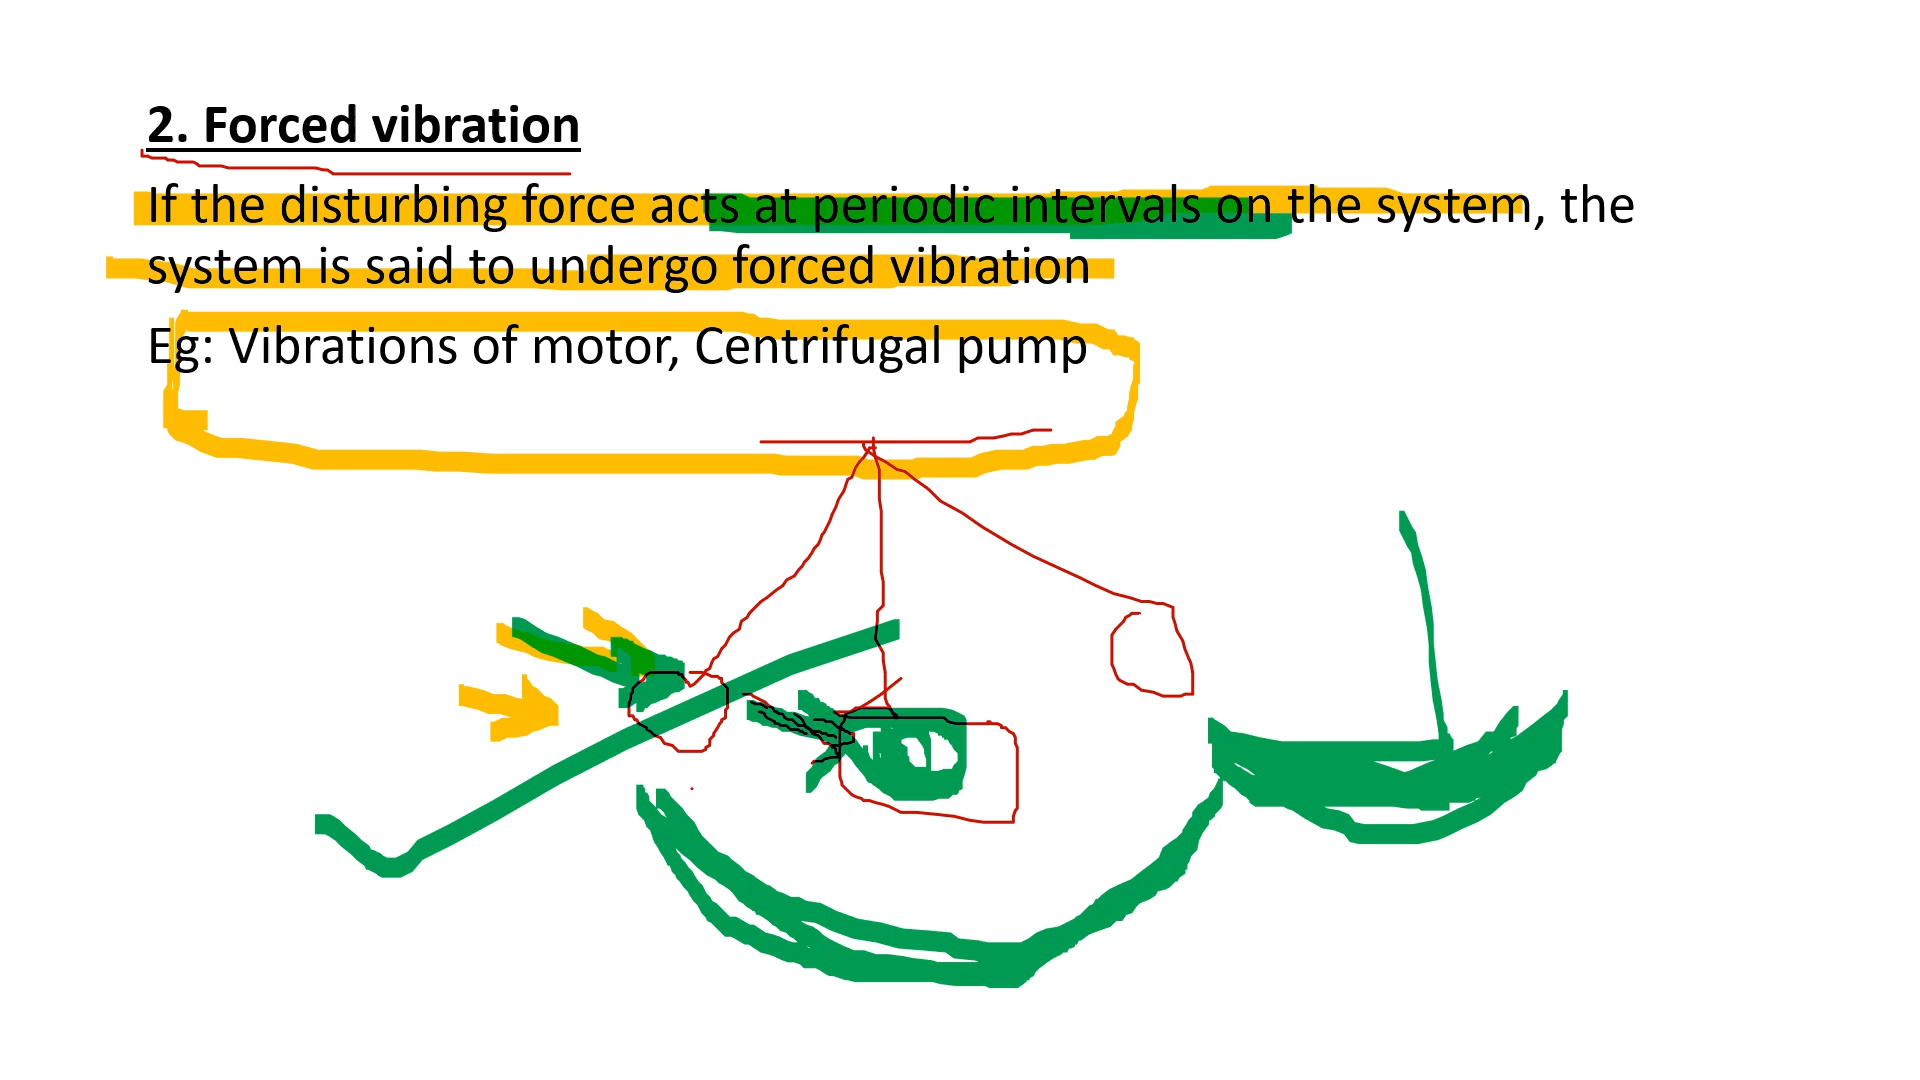 2. Forced vibration
If the disturbing force acts at periodic intervals on the system, the
system is said to undergo forced vibration
Eg: Vibrations of motor, Centrifugal pump